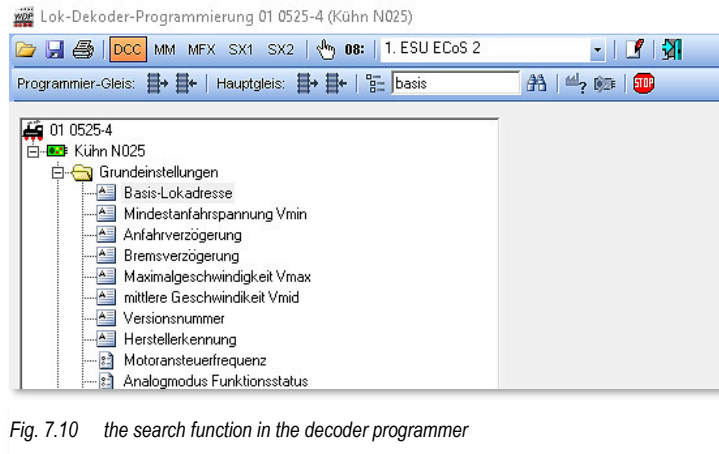 Lok-Dekoder-Programmierung 01 0525-4 (Kühn N025)
DCC MM MFX SX1 SX2 08: 1. ESU ECoS 2
Programmier-Gleis: Hauptgleis: basis ? STOP
01 0525-4
Kühn N025
Grundeinstellungen
Basis-Lokadresse
Mindestanfahrspannung Vmin
Anfahrverzögerung
Bremsverzögerung
Maximalgeschwindigkeit Vmax
mittlere Geschwindikeit Vmid
Versionsnummer
Herstellerkennung
Motoransteuerfrequenz
Analogmodus Funktionsstatus
Fig. 7.10 the search function in the decoder programmer